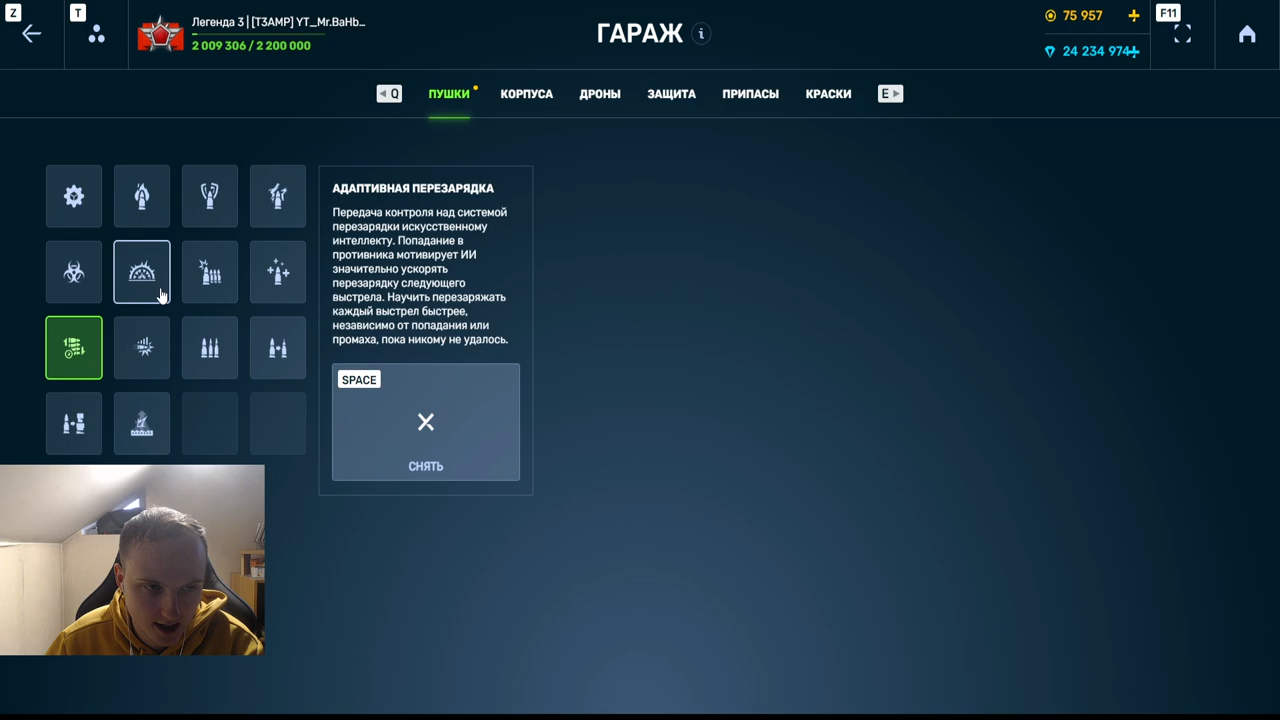 Z
T
Легенда 3 | [T3AMP] YT_Mr.BaHb...
2 009 306 / 2 200 000
ГАРАЖ
i
75 957
+
24 234 974+
F11
Q
ПУШКИ
КОРПУСА
ДРОНЫ
ЗАЩИТА
ПРИПАСЫ
КРАСКИ
E
АДАПТИВНАЯ ПЕРЕЗАРЯДКА
Передача контроля над системой
перезарядки искусственному
интеллекту. Попадание в
противника мотивирует ИИ
значительно ускорять
перезарядку следующего
выстрела. Научить перезаряжать
каждый выстрел быстрее,
независимо от попадания или
промаха, пока никому не удалось.
SPACE
СНЯТЬ